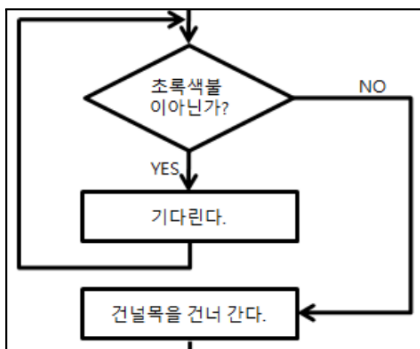 초록색불
이아닌가?
NO
YES
기다린다.
건널목을 건너 간다.